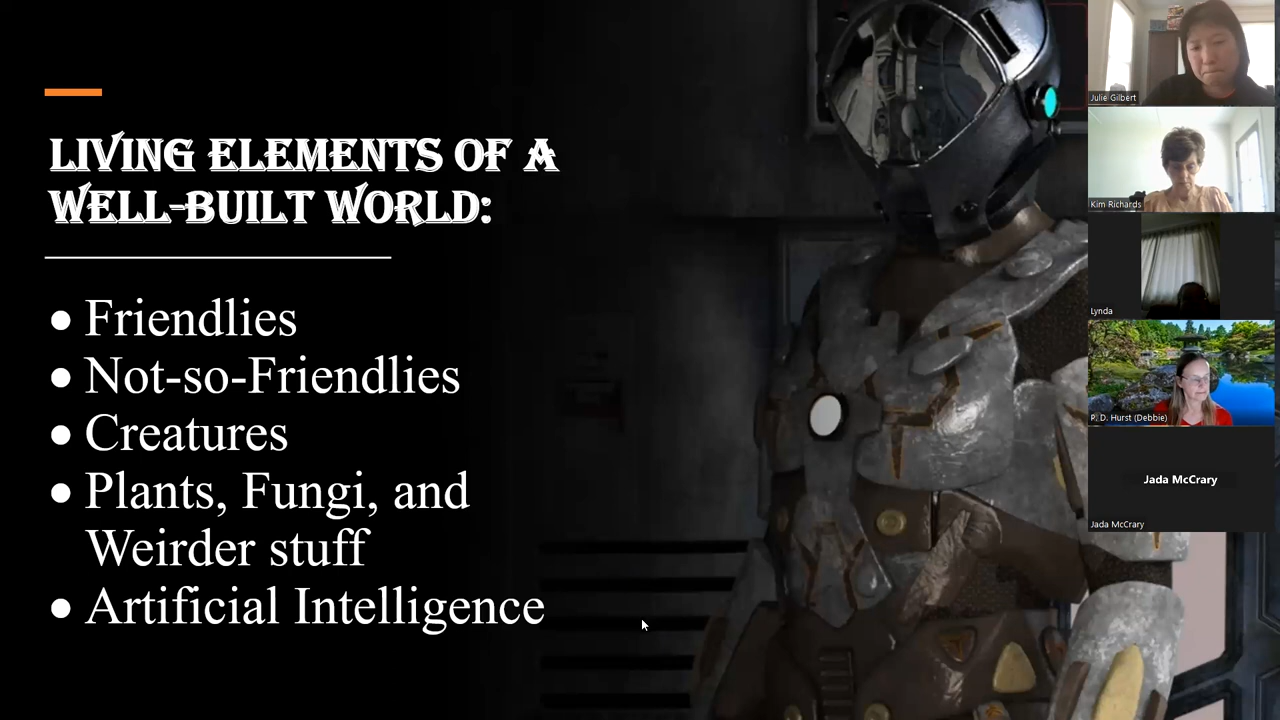 LIVING ELEMENTS OF A
WELL-BUILT WORLD:
● Friendlies
● Not-so-Friendlies
● Creatures
● Plants, Fungi, and
Weirder stuff
● Artificial Intelligence
Julie Gilbert
Kim Richards
Lynda
P. D. Hurst (Debbie)
Jada McCrary
Jada McCrary